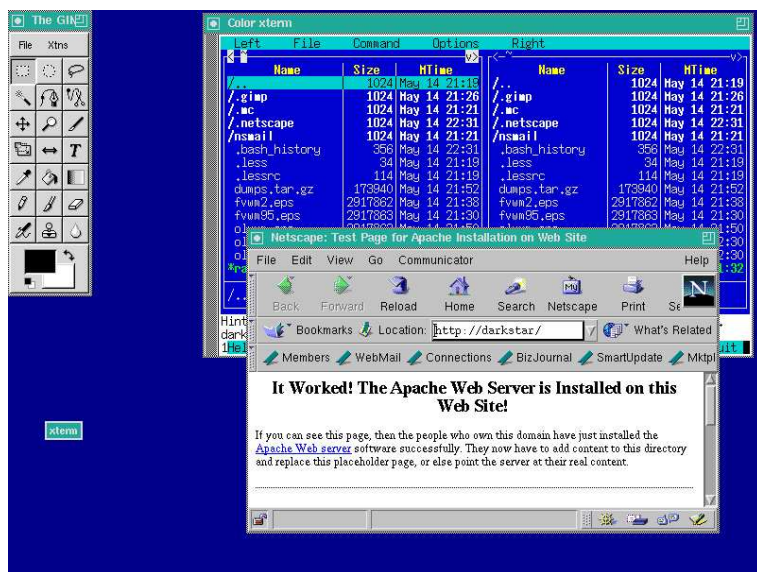 The GIM
File Xtns
Color xterm
Left File Command Options Right
<-~ v> <-~ v>
Name Size MTime Name Size MTime
/.. 1024 May 14 21:19 /.. 1024 May 14 21:19
/.gimp 1024 May 14 21:26 /.gimp 1024 May 14 21:26
/.mc 1024 May 14 21:21 /.mc 1024 May 14 21:21
/.netscape 1024 May 14 22:31 /.netscape 1024 May 14 22:31
/nsmail 1024 May 14 21:21 /nsmail 1024 May 14 21:21
.bash_history 356 May 14 22:31 .bash_history 356 May 14 22:31
.less 34 May 14 21:19 .less 34 May 14 21:19
.lessrc 114 May 14 21:19 .lessrc 114 May 14 21:19
dumps.tar.gz 173940 May 14 21:52 dumps.tar.gz 173940 May 14 21:52
fvwm2.eps 2917862 May 14 21:38 fvwm2.eps 2917862 May 14 21:38
fvwm95.eps 2917863 May 14 21:30 fvwm95.eps 2917863 May 14 21:30
/..
Hint
dark
1Hel uit
Netscape: Test Page for Apache Installation on Web Site
File Edit View Go Communicator Help
Back Forward Reload Home Search Netscape Print Se N
My
Bookmarks Location: http://darkstar/ What's Related
Members WebMail Connections BizJournal SmartUpdate Mktpl
It Worked! The Apache Web Server is Installed on this
Web Site!
If you can see this page, then the people who own this domain have just installed the
Apache Web server software successfully. They now have to add content to this directory
and replace this placeholder page, or else point the server at their real content.
xterm
T